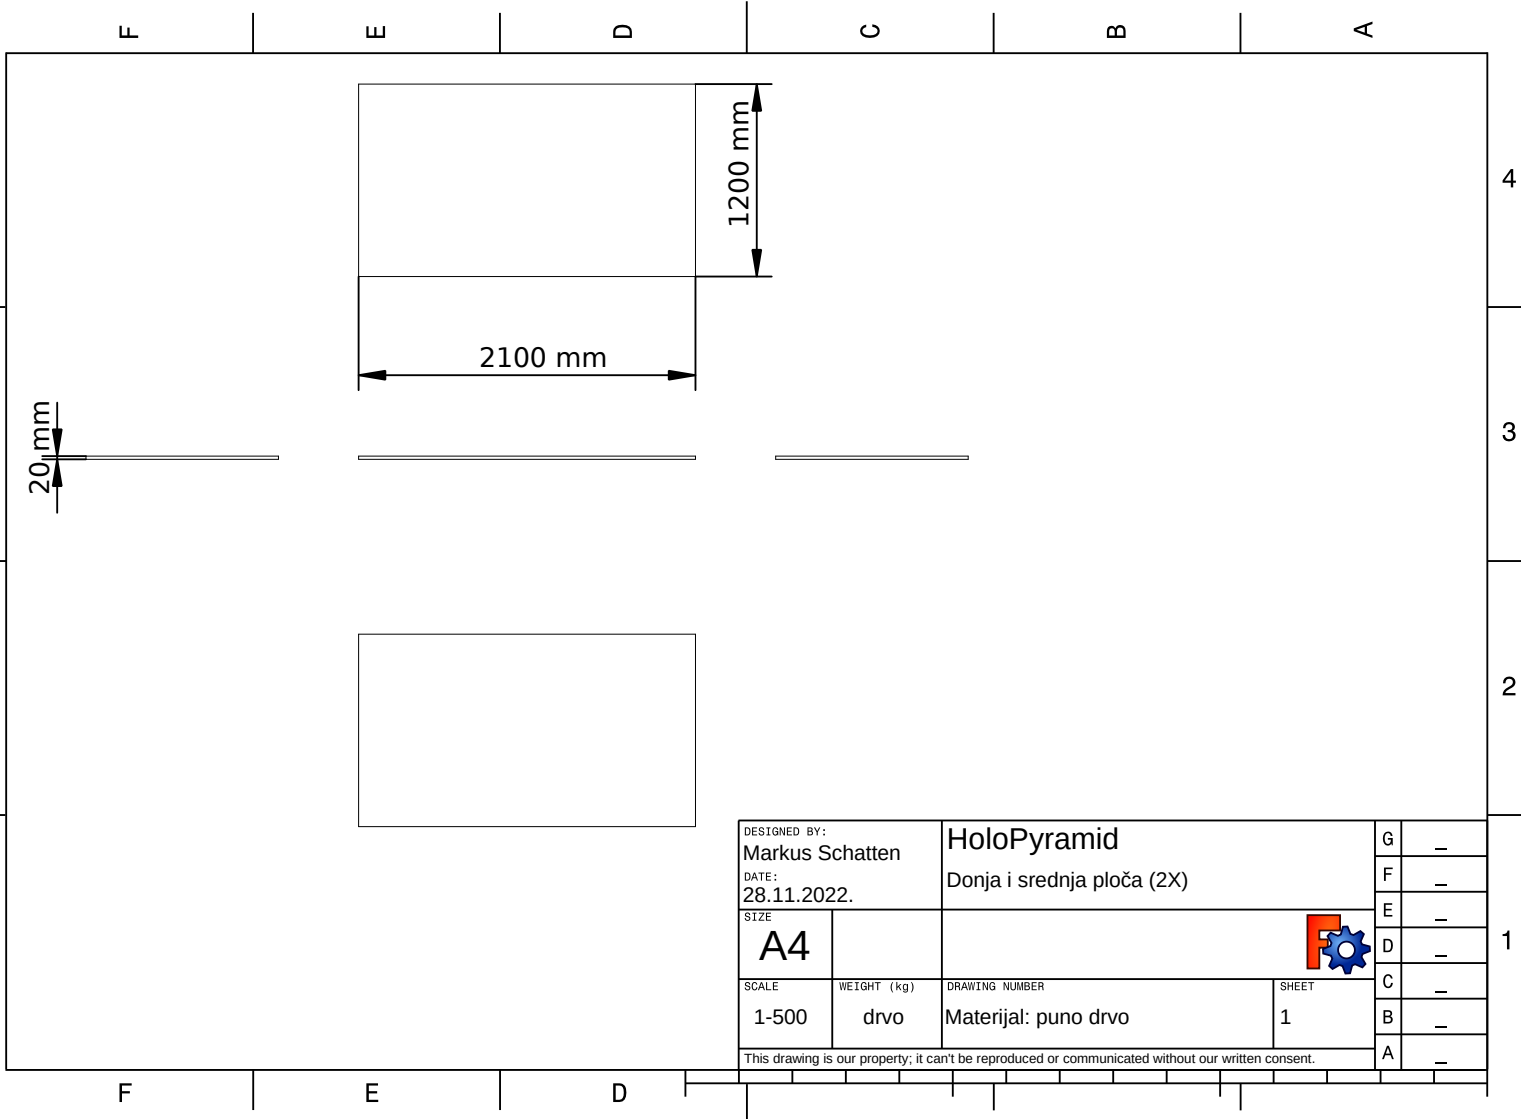 F E D C B A
1200 mm
4
2100 mm
20 mm
3
2
DESIGNED BY:
Markus Schatten
DATE:
28.11.2022.
HoloPyramid
Donja i srednja ploča (2X)
SIZE
A4
SCALE
1-500
WEIGHT (kg)
drvo
DRAWING NUMBER
Materijal: puno drvo
SHEET
1
This drawing is our property; it can't be reproduced or communicated without our written consent.
G _
F _
E _
D _
C _
B _
A _
1
F E D